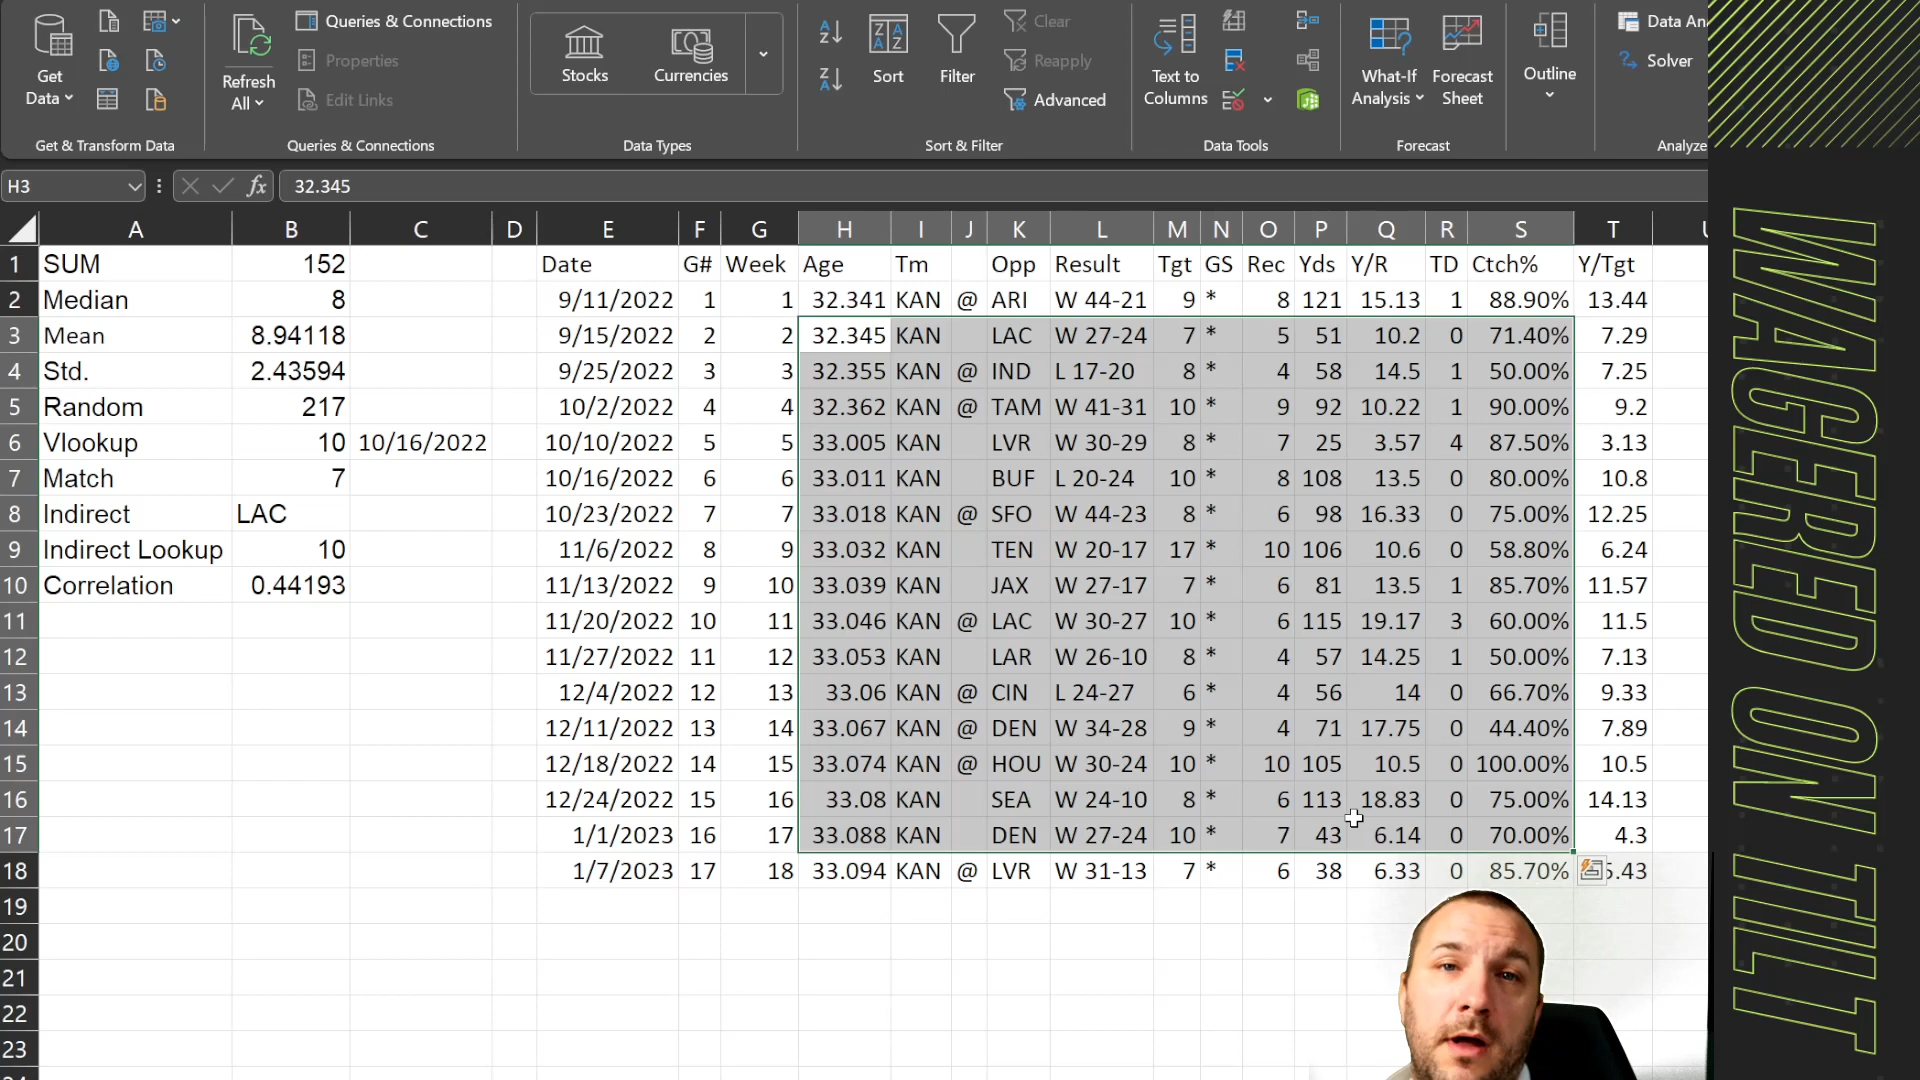 Get Data
Refresh All
Queries & Connections
Properties
Edit Links
Stocks
Currencies
Sort
Filter
Clear
Reapply
Advanced
Text to Columns
What-If Analysis
Forecast Sheet
Outline
Solver
Get & Transform Data
Queries & Connections
Data Types
Sort & Filter
Data Tools
Forecast
H3
fx
32.345
A B C D E F G H I J K L M N O P Q R S T
1 SUM 152 Date G# Week Age Tm Opp Result Tgt GS Rec Yds Y/R TD Ctch% Y/Tgt
2 Median 8 9/11/2022 1 1 32.341 KAN @ ARI W 44-21 9 * 8 121 15.13 1 88.90% 13.44
3 Mean 8.94118 9/15/2022 2 2 32.345 KAN LAC W 27-24 7 * 5 51 10.2 0 71.40% 7.29
4 Std. 2.43594 9/25/2022 3 3 32.355 KAN @ IND L 17-20 8 * 4 58 14.5 1 50.00% 7.25
5 Random 217 10/2/2022 4 4 32.362 KAN @ TAM W 41-31 10 * 9 92 10.22 1 90.00% 9.2
6 Vlookup 10 10/16/2022 10/10/2022 5 5 33.005 KAN LVR W 30-29 8 * 7 25 3.57 4 87.50% 3.13
7 Match 7 10/16/2022 6 6 33.011 KAN BUF L 20-24 10 * 8 108 13.5 0 80.00% 10.8
8 Indirect LAC 10/23/2022 7 7 33.018 KAN @ SFO W 44-23 8 * 6 98 16.33 0 75.00% 12.25
9 Indirect Lookup 10 11/6/2022 8 9 33.032 KAN TEN W 20-17 17 * 10 106 10.6 0 58.80% 6.24
10 Correlation 0.44193 11/13/2022 9 10 33.039 KAN JAX W 27-17 7 * 6 81 13.5 1 85.70% 11.57
11 11/20/2022 10 11 33.046 KAN @ LAC W 30-27 10 * 6 115 19.17 3 60.00% 11.5
12 11/27/2022 11 12 33.053 KAN LAR W 26-10 8 * 4 57 14.25 1 50.00% 7.13
13 12/4/2022 12 13 33.06 KAN @ CIN L 24-27 6 * 4 56 14 0 66.70% 9.33
14 12/11/2022 13 14 33.067 KAN @ DEN W 34-28 9 * 4 71 17.75 0 44.40% 7.89
15 12/18/2022 14 15 33.074 KAN @ HOU W 30-24 10 * 10 105 10.5 0 100.00% 10.5
16 12/24/2022 15 16 33.08 KAN SEA W 24-10 8 * 6 113 18.83 0 75.00% 14.13
17 1/1/2023 16 17 33.088 KAN DEN W 27-24 10 * 7 43 6.14 0 70.00% 4.3
18 1/7/2023 17 18 33.094 KAN @ LVR W 31-13 7 * 6 38 6.33 0 85.70%
19
20
21
22
23
WAGERED ON TILT